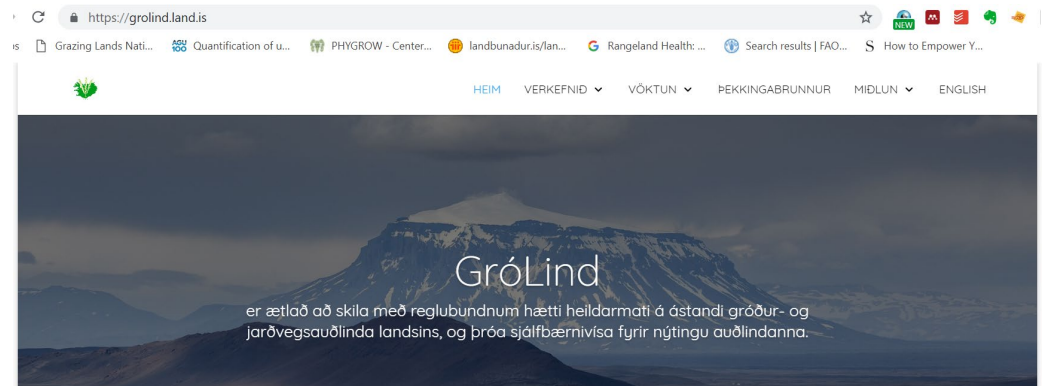 https://grolind.land.is
NEW
Grazing Lands Nati...
AGU 100 Quantification of u...
PHYGROW - Center...
landbunadur.is/lan...
G Rangeland Health: ...
Search results | FAO...
S How to Empower Y...
HEIM VERKEFNIÐ VÖKTUN ÞEKKINGABRUNNUR MIÐLUN ENGLISH
GróLind
er ætlað að skila með reglubundnum hætti heildarmati á ástandi gróður- og
jarðvegsauðlinda landsins, og þróa sjálfbærnivísa fyrir nýtingu auðlindanna.